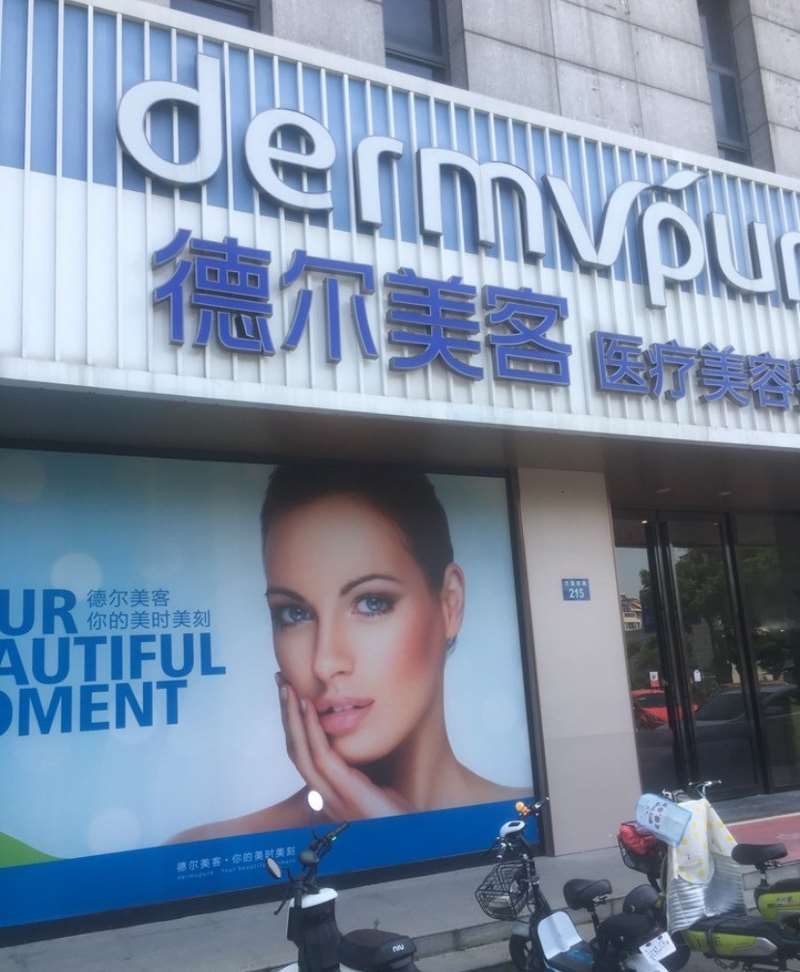 dermvpur
德尔美客 医疗美容
德尔美客
你的美时美刻
UR
AUTIFUL
OMENT
215
德尔美客·你的美时美刻
niu